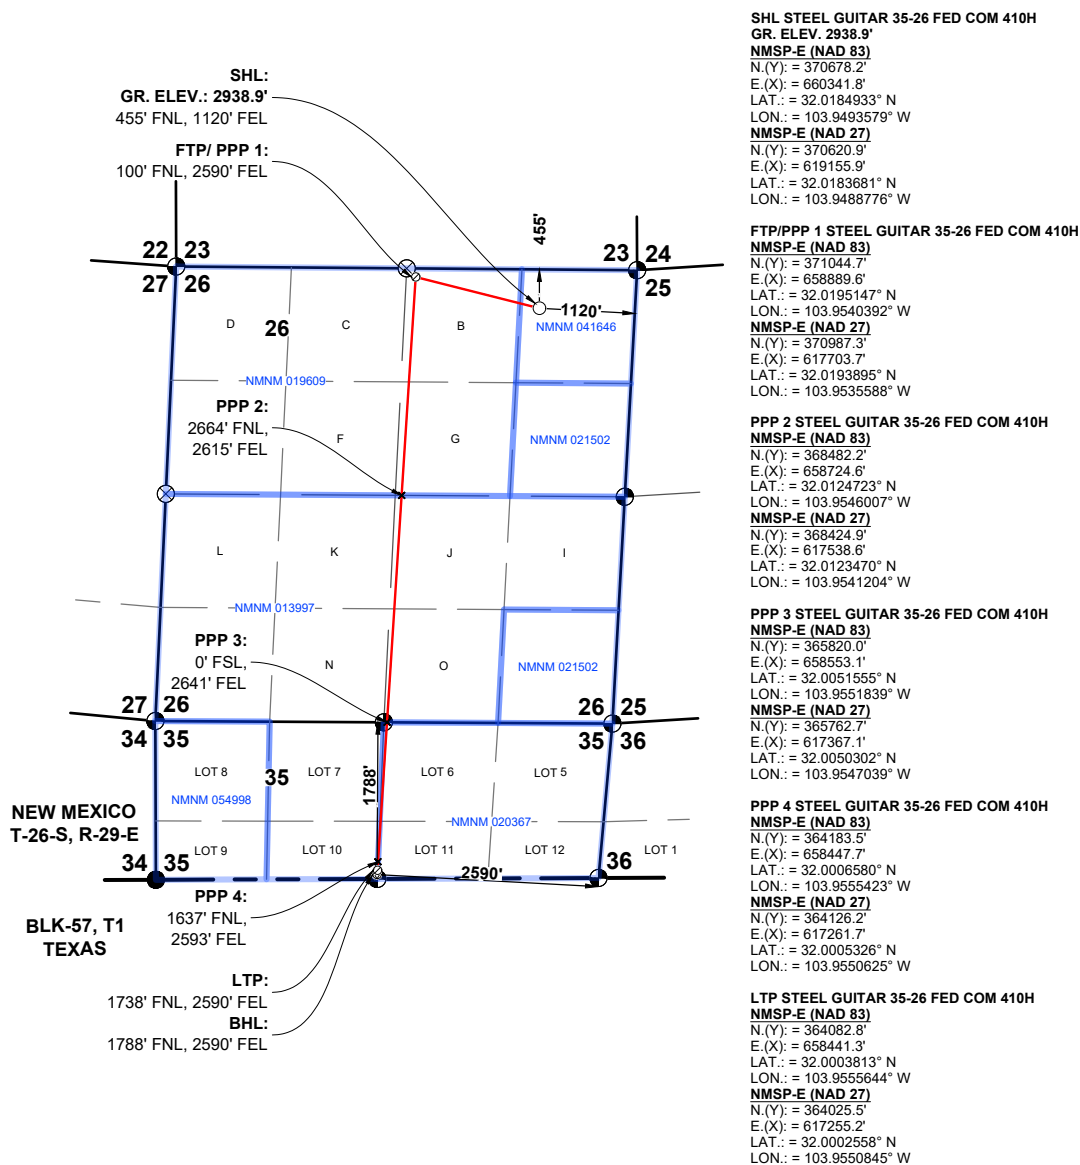 SHL:
GR. ELEV.: 2938.9'
455' FNL, 1120' FEL
FTP/ PPP 1:
100' FNL, 2590' FEL
455'
22 23
27 26
23 24
25
1120'
D
26
C
B
NMNM 041646
NMNM 019609
PPP 2:
2664' FNL,
2615' FEL
F
G
NMNM 021502
L
K
J
I
NMNM 013997
PPP 3:
0' FSL,
2641' FEL
N
O
NMNM 021502
27 26
34 35
26 25
35 36
LOT 8
35
LOT 7
1788'
LOT 6
LOT 5
NMNM 054998
NMNM 020367
NEW MEXICO
T-26-S, R-29-E
LOT 9
LOT 10
LOT 11
LOT 12
LOT 1
34 35
36
2590'
BLK-57, T1
TEXAS
PPP 4:
1637' FNL,
2593' FEL
LTP:
1738' FNL, 2590' FEL
BHL:
1788' FNL, 2590' FEL
SHL STEEL GUITAR 35-26 FED COM 410H
GR. ELEV. 2938.9'
NMSP-E (NAD 83)
N.(Y): = 370678.2'
E.(X): = 660341.8'
LAT.: = 32.0184933° N
LON.: = 103.9493579° W
NMSP-E (NAD 27)
N.(Y): = 370620.9'
E.(X): = 619155.9'
LAT.: = 32.0183681° N
LON.: = 103.9488776° W
FTP/PPP 1 STEEL GUITAR 35-26 FED COM 410H
NMSP-E (NAD 83)
N.(Y): = 371044.7'
E.(X): = 658889.6'
LAT.: = 32.0195147° N
LON.: = 103.9540392° W
NMSP-E (NAD 27)
N.(Y): = 370987.3'
E.(X): = 617703.7'
LAT.: = 32.0193895° N
LON.: = 103.9535588° W
PPP 2 STEEL GUITAR 35-26 FED COM 410H
NMSP-E (NAD 83)
N.(Y): = 368482.2'
E.(X): = 658724.6'
LAT.: = 32.0124723° N
LON.: = 103.9546007° W
NMSP-E (NAD 27)
N.(Y): = 368424.9'
E.(X): = 617538.6'
LAT.: = 32.0123470° N
LON.: = 103.9541204° W
PPP 3 STEEL GUITAR 35-26 FED COM 410H
NMSP-E (NAD 83)
N.(Y): = 365820.0'
E.(X): = 658553.1'
LAT.: = 32.0051555° N
LON.: = 103.9551839° W
NMSP-E (NAD 27)
N.(Y): = 365762.7'
E.(X): = 617367.1'
LAT.: = 32.0050302° N
LON.: = 103.9547039° W
PPP 4 STEEL GUITAR 35-26 FED COM 410H
NMSP-E (NAD 83)
N.(Y): = 364183.5'
E.(X): = 658447.7'
LAT.: = 32.0006580° N
LON.: = 103.9555423° W
NMSP-E (NAD 27)
N.(Y): = 364126.2'
E.(X): = 617261.7'
LAT.: = 32.0005326° N
LON.: = 103.9550625° W
LTP STEEL GUITAR 35-26 FED COM 410H
NMSP-E (NAD 83)
N.(Y): = 364082.8'
E.(X): = 658441.3'
LAT.: = 32.0003813° N
LON.: = 103.9555644° W
NMSP-E (NAD 27)
N.(Y): = 364025.5'
E.(X): = 617255.2'
LAT.: = 32.0002558° N
LON.: = 103.9550845° W